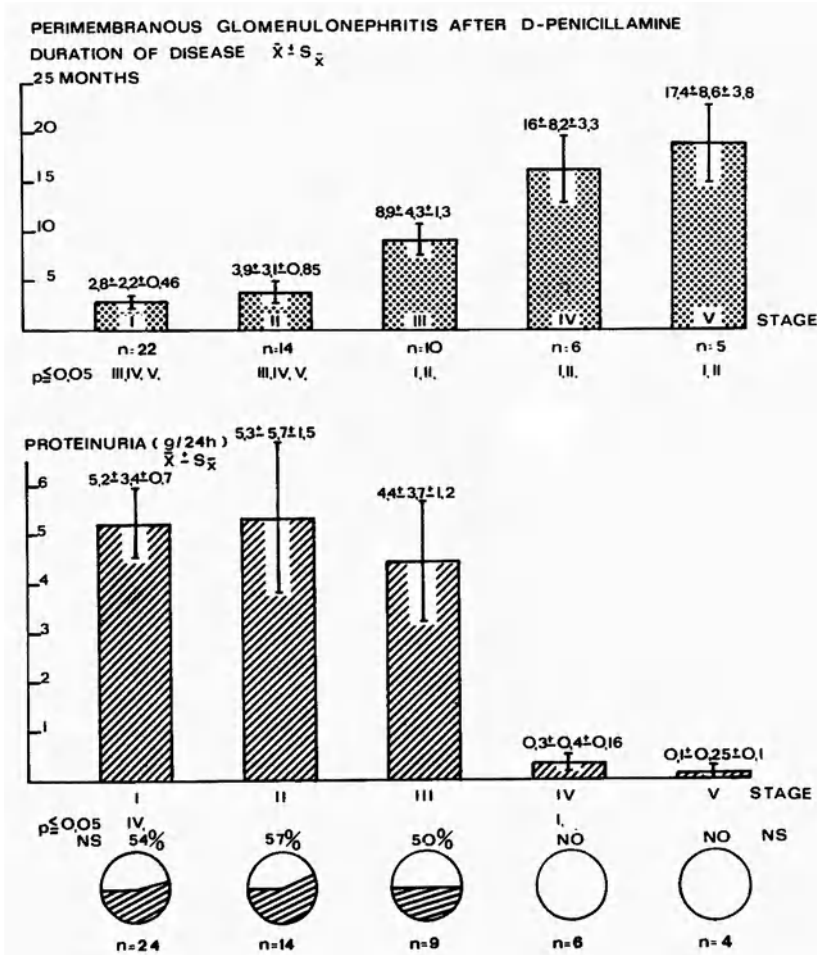 PERIMEMBRANOUS GLOMERULONEPHRITIS AFTER D-PENICILLAMINE
DURATION OF DISEASE x̄ ± Sx̄
25 MONTHS
20
15
10
5
2,8±2,2±0,46
3,9±3,1±0,85
8,9±4,3±1,3
16±8,2±3,3
17,4±8,6±3,8
I II III IV V STAGE
n=22 n=14 n=10 n=6 n=5
p≦0,05 III,IV, V, III,IV, V, I,II, I,II, I,II
PROTEINURIA ( g/24h )
x̄ ± Sx̄
6
5
4
3
2
1
5,2±3,4±0,7
5,3±5,7±1,5
4,4±3,7±1,2
0,3±0,4±0,16
0,1±0,25±0,1
I II III IV V STAGE
p≦0,05 IV, I,
NS 54% 57% 50% NO NO NS
n=24 n=14 n=9 n=6 n=4